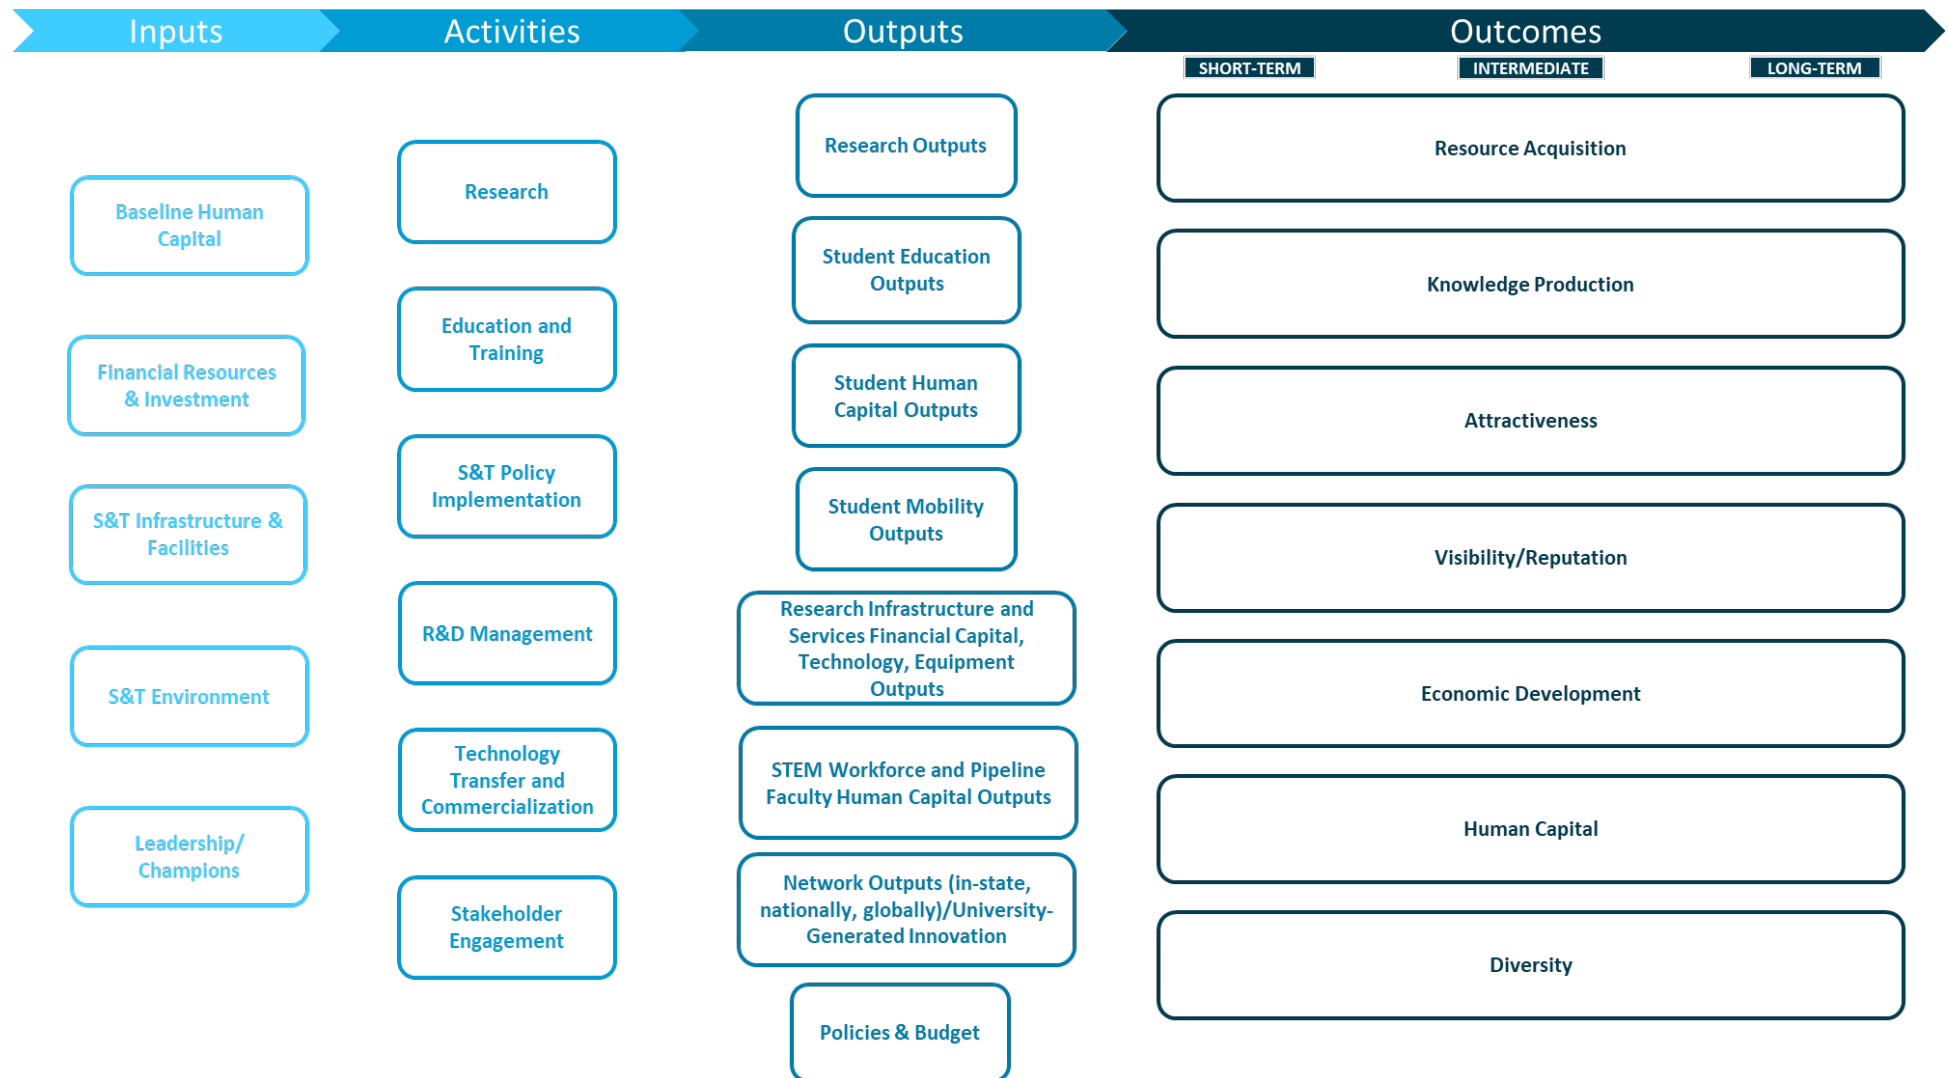 Inputs
Activities
Outputs
Outcomes
SHORT-TERM
INTERMEDIATE
LONG-TERM
Baseline Human
Capital
Financial Resources
& Investment
S&T Infrastructure &
Facilities
S&T Environment
Leadership/
Champions
Research
Education and
Training
S&T Policy
Implementation
R&D Management
Technology
Transfer and
Commercialization
Stakeholder
Engagement
Research Outputs
Student Education
Outputs
Student Human
Capital Outputs
Student Mobility
Outputs
Research Infrastructure and
Services Financial Capital,
Technology, Equipment
Outputs
STEM Workforce and Pipeline
Faculty Human Capital Outputs
Network Outputs (in-state,
nationally, globally)/University-
Generated Innovation
Policies & Budget
Resource Acquisition
Knowledge Production
Attractiveness
Visibility/Reputation
Economic Development
Human Capital
Diversity